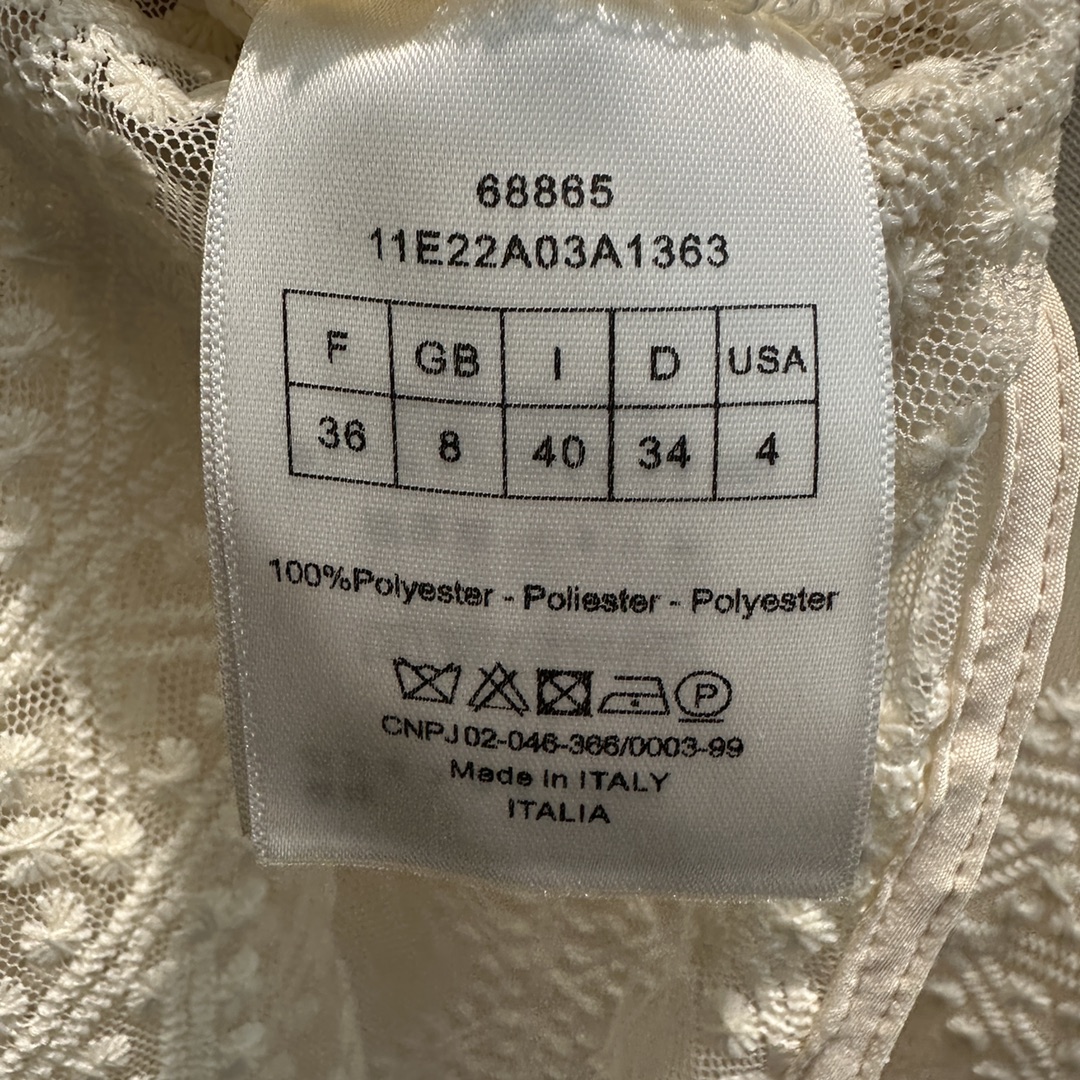 68865
11E22A03A1363
F GB I D USA
36 8 40 34 4
100%Polyester - Poliester - Polyester
P
CNPJ 02-046-366/0003-99
Made in ITALY
ITALIA